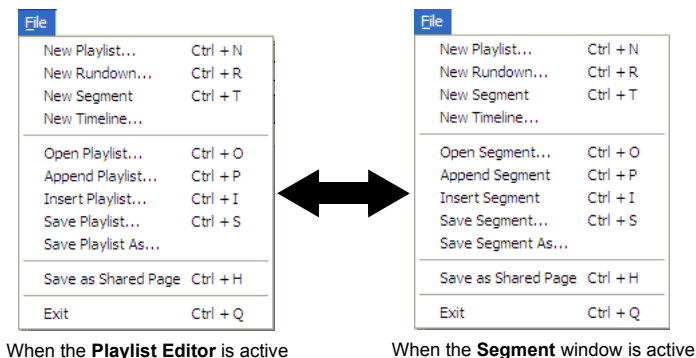 File
New Playlist... Ctrl + N
New Rundown... Ctrl + R
New Segment Ctrl + T
New Timeline...
Open Playlist... Ctrl + O
Append Playlist... Ctrl + P
Insert Playlist... Ctrl + I
Save Playlist... Ctrl + S
Save Playlist As...
Save as Shared Page Ctrl + H
Exit Ctrl + Q
When the Playlist Editor is active
File
New Playlist... Ctrl + N
New Rundown... Ctrl + R
New Segment Ctrl + T
New Timeline...
Open Segment... Ctrl + O
Append Segment Ctrl + P
Insert Segment Ctrl + I
Save Segment... Ctrl + S
Save Segment As...
Save as Shared Page Ctrl + H
Exit Ctrl + Q
When the Segment window is active